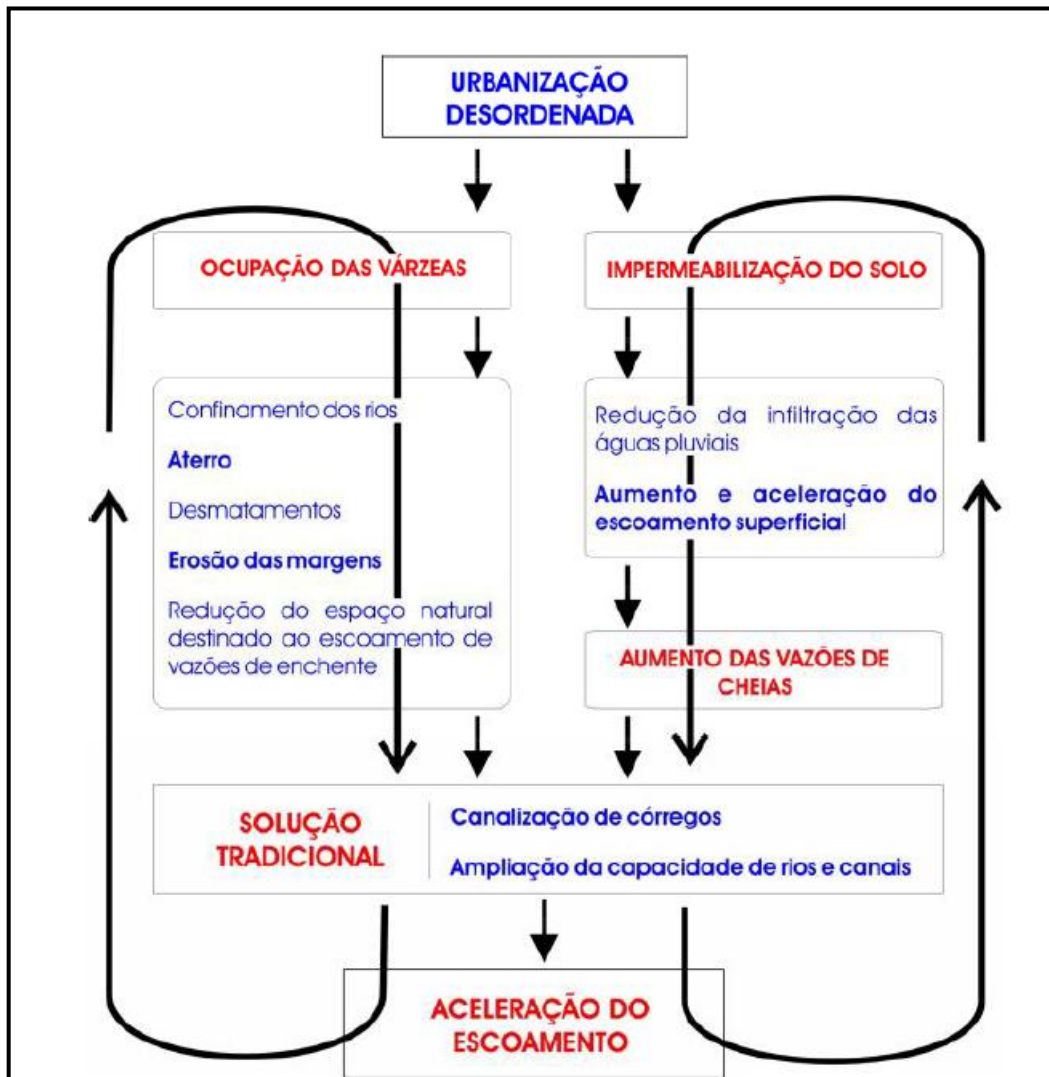 URBANIZAÇÃO
DESORDENADA
OCUPAÇÃO DAS VÁRZEAS
IMPERMEABILIZAÇÃO DO SOLO
Confinamento dos rios
Aterro
Desmatamentos
Erosão das margens
Redução do espaço natural
destinado ao escoamento de
vazões de enchente
Redução da infiltração das
águas pluviais
Aumento e aceleração do
escoamento superficial
AUMENTO DAS VAZÕES DE
CHEIAS
SOLUÇÃO
TRADICIONAL
Canalização de córregos
Ampliação da capacidade de rios e canais
ACELERAÇÃO DO
ESCOAMENTO